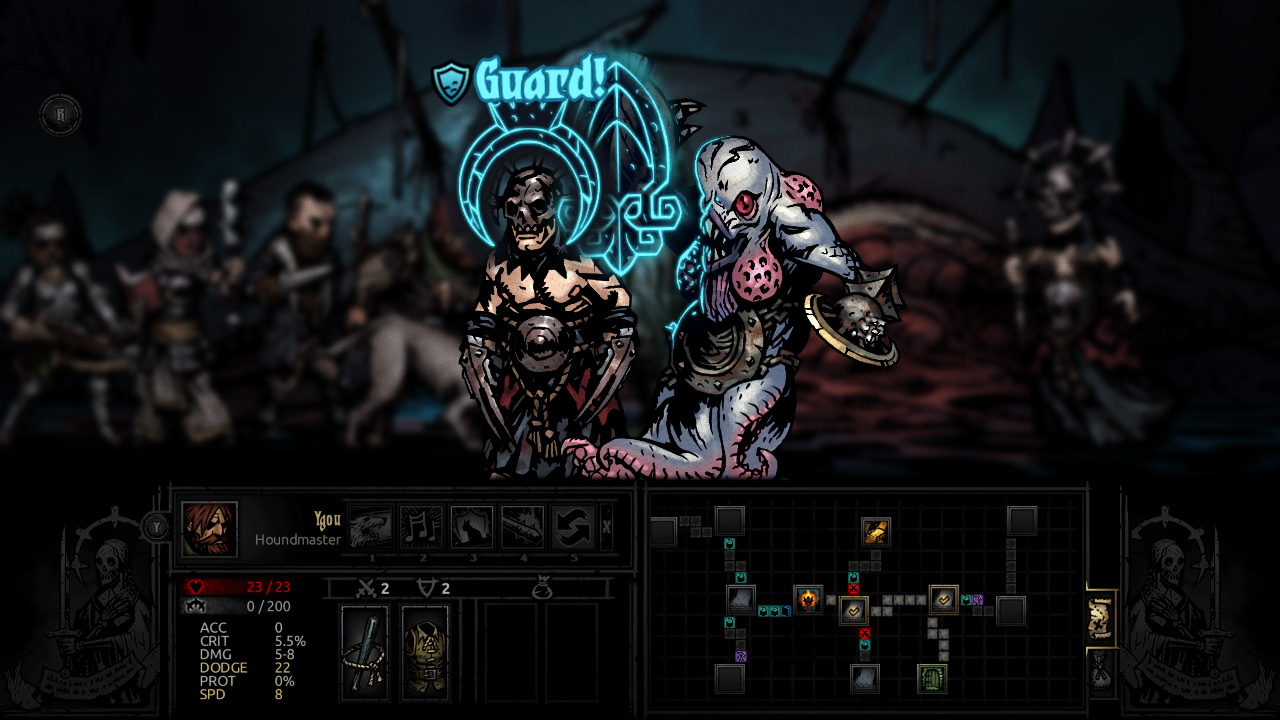 Guard!
R
Y
Ygou
Houndmaster
1 2 3 4 5
23 / 23
0 / 200
2 2
ACC 0
CRIT 5.5%
DMG 5-8
DODGE 22
PROT 0%
SPD 8